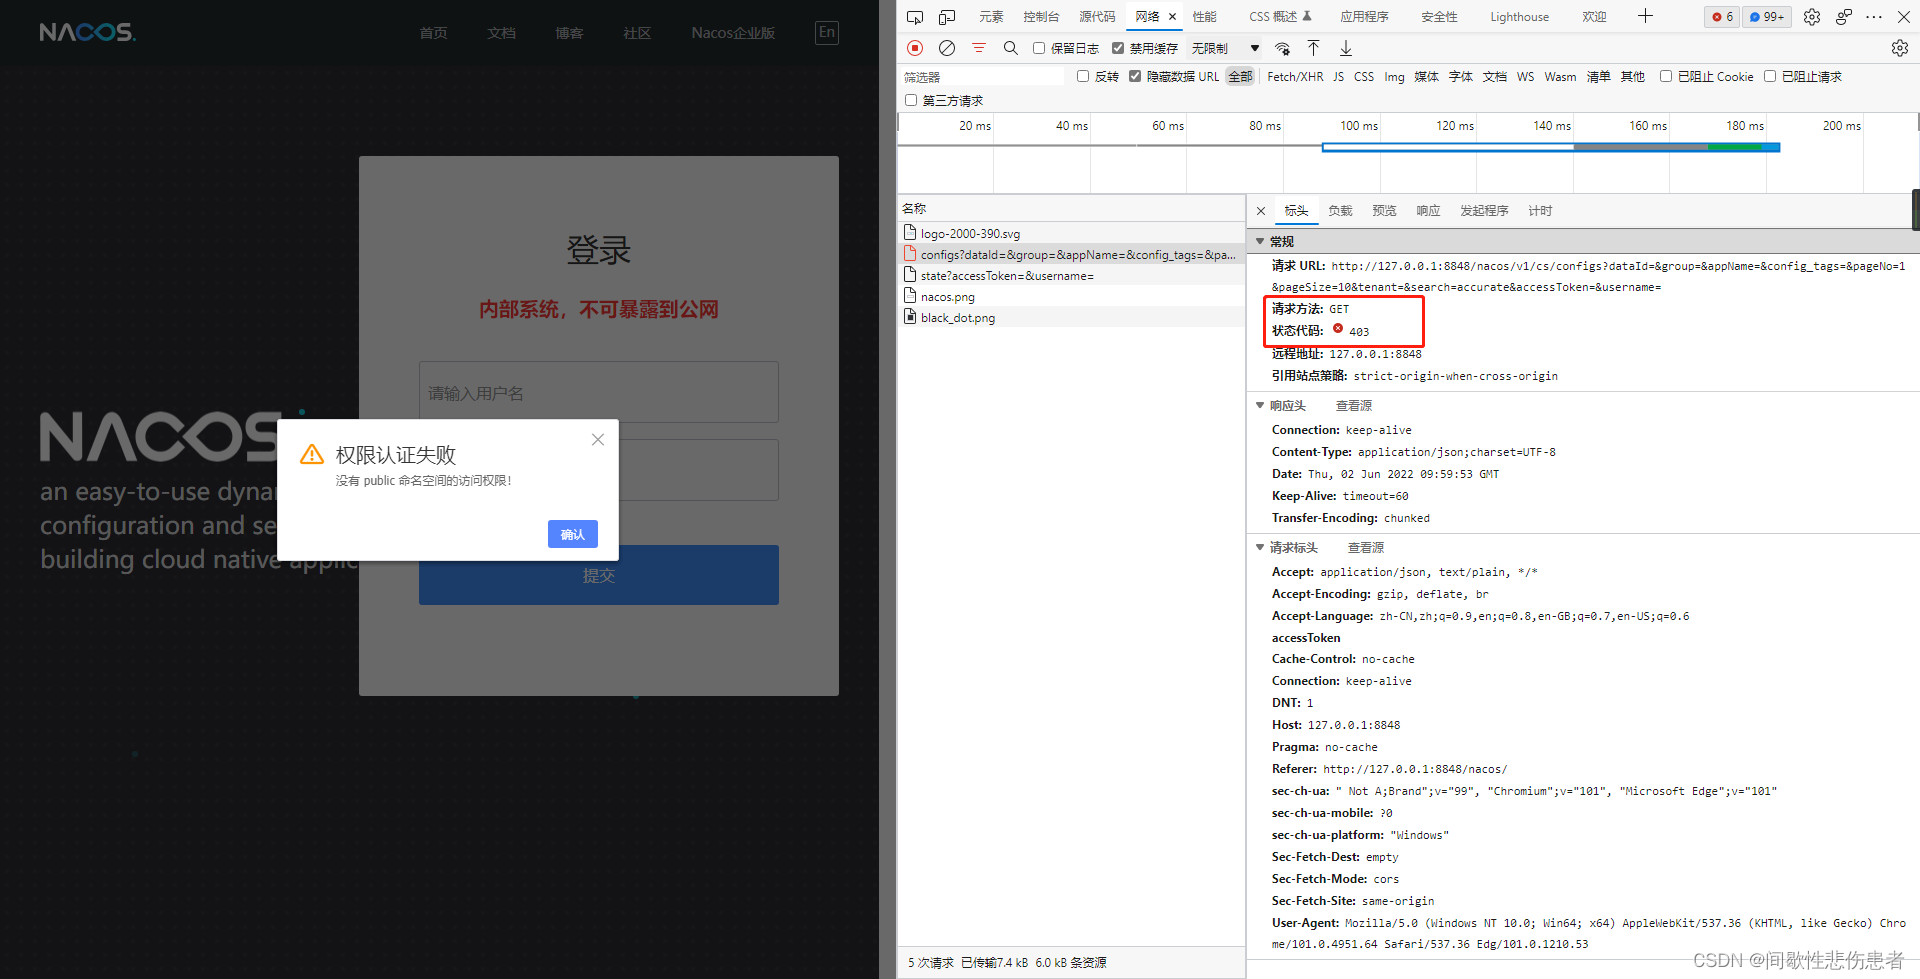 NACOS.
首页 文档 博客 社区 Nacos企业版 En
登录
内部系统，不可暴露到公网
请输入用户名
NACOS.
an easy-to-use dyna
configuration and se
building cloud native applic
权限认证失败
没有 public 命名空间的访问权限!
确认
提交
元素 控制台 源代码 网络 性能 CSS 概述 应用程序 安全性 Lighthouse 欢迎 6 99+
保留日志 禁用缓存 无限制
筛选器 反转 隐藏数据 URL 全部 Fetch/XHR JS CSS Img 媒体 字体 文档 WS Wasm 清单 其他 已阻止 Cookie 已阻止请求
第三方请求
20 ms 40 ms 60 ms 80 ms 100 ms 120 ms 140 ms 160 ms 180 ms 200 ms
名称
logo-2000-390.svg
configs?dataId=&group=&appName=&config_tags=&pa...
state?accessToken=&username=
nacos.png
black_dot.png
5 次请求 已传输7.4 kB 6.0 kB 条资源
标头 负载 预览 响应 发起程序 计时
常规
请求 URL: http://127.0.0.1:8848/nacos/v1/cs/configs?dataId=&group=&appName=&config_tags=&pageNo=1
&pageSize=10&tenant=&search=accurate&accessToken=&username=
请求方法: GET
状态代码: 403
远程地址: 127.0.0.1:8848
引用站点策略: strict-origin-when-cross-origin
响应头 查看源
Connection: keep-alive
Content-Type: application/json;charset=UTF-8
Date: Thu, 02 Jun 2022 09:59:53 GMT
Keep-Alive: timeout=60
Transfer-Encoding: chunked
请求标头 查看源
Accept: application/json, text/plain, */*
Accept-Encoding: gzip, deflate, br
Accept-Language: zh-CN,zh;q=0.9,en;q=0.8,en-GB;q=0.7,en-US;q=0.6
accessToken
Cache-Control: no-cache
Connection: keep-alive
DNT: 1
Host: 127.0.0.1:8848
Pragma: no-cache
Referer: http://127.0.0.1:8848/nacos/
sec-ch-ua: " Not A;Brand";v="99", "Chromium";v="101", "Microsoft Edge";v="101"
sec-ch-ua-mobile: ?0
sec-ch-ua-platform: "Windows"
Sec-Fetch-Dest: empty
Sec-Fetch-Mode: cors
Sec-Fetch-Site: same-origin
User-Agent: Mozilla/5.0 (Windows NT 10.0; Win64; x64) AppleWebKit/537.36 (KHTML, like Gecko) Chro
me/101.0.4951.64 Safari/537.36 Edg/101.0.1210.53
CSDN @间歇性悲伤患者